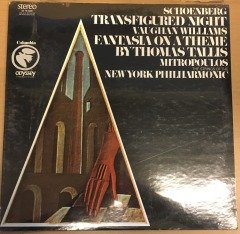 stereo
SCHOENBERG
TRANSFIGURED NIGHT
VAUGHAN WILLIAMS
FANTASIA ON A THEME
BY THOMAS TALLIS
MITROPOULOS
NEW YORK PHILHARMONIC
Columbia
odyssey